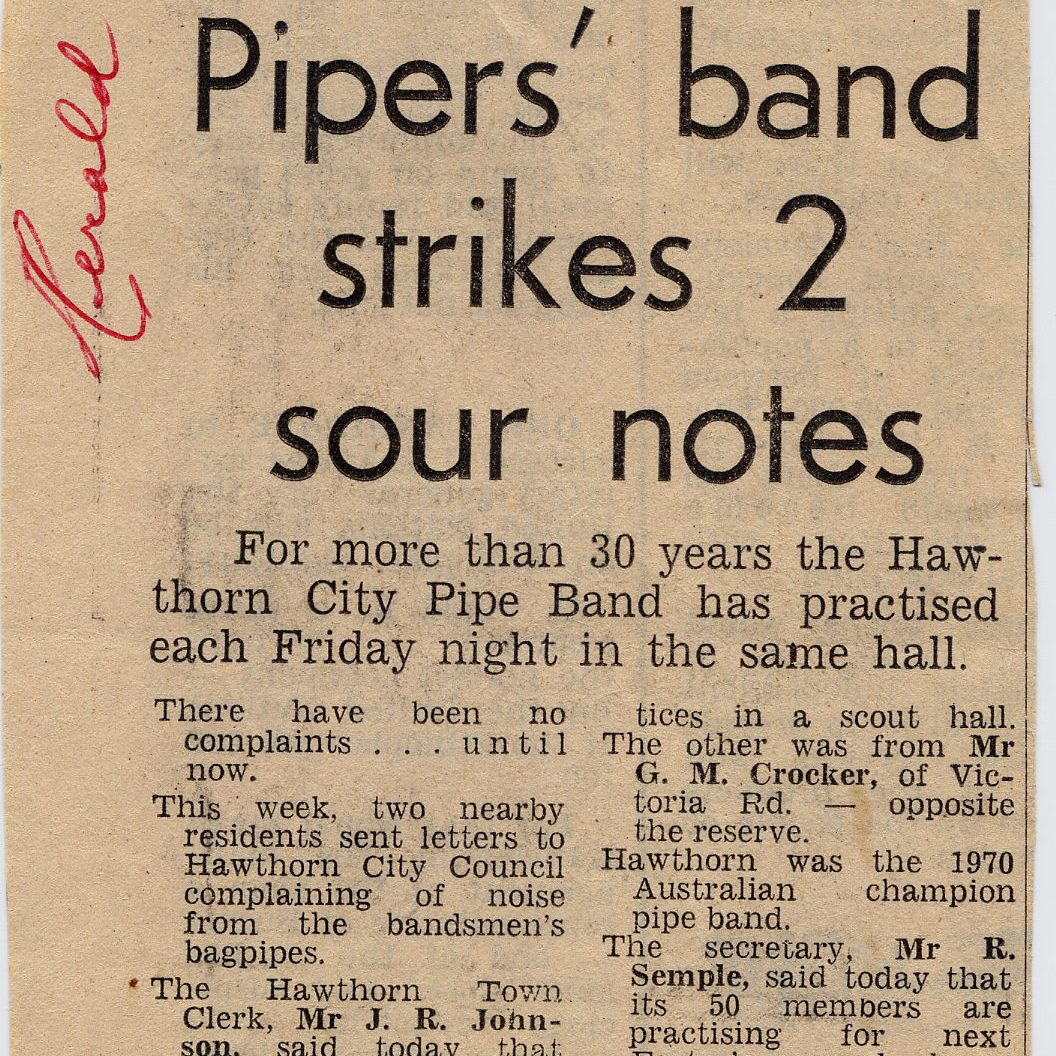 Herald
Pipers' band
strikes 2
sour notes
For more than 30 years the Haw-
thorn City Pipe Band has practised
each Friday night in the same hall.
There have been no
complaints . . . until
now.
This week, two nearby
residents sent letters to
Hawthorn City Council
complaining of noise
from the bandsmen's
bagpipes.
The Hawthorn Town
Clerk, Mr J. R. John-
son, said today that
tices in a scout hall.
The other was from Mr
G. M. Crocker, of Vic-
toria Rd. — opposite
the reserve.
Hawthorn was the 1970
Australian champion
pipe band.
The secretary, Mr R.
Semple, said today that
its 50 members are
practising for next